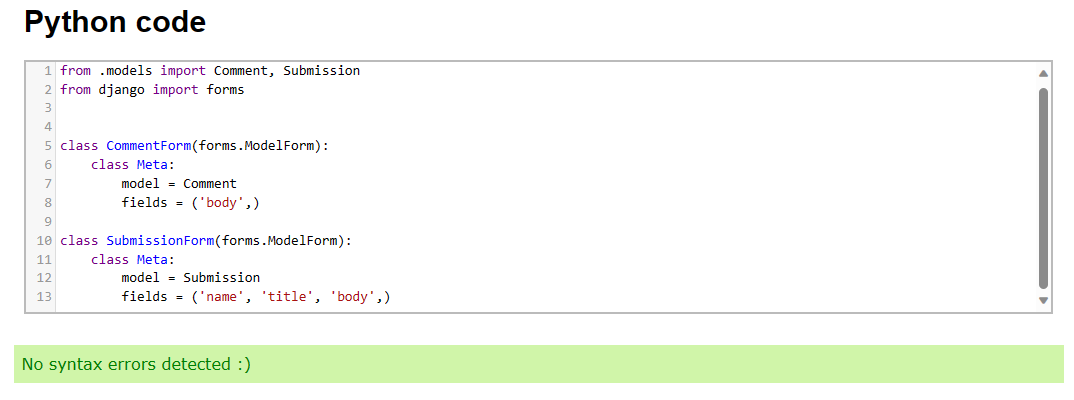 Python code
1 from .models import Comment, Submission
2 from django import forms
3
4
5 class CommentForm(forms.ModelForm):
6     class Meta:
7         model = Comment
8         fields = ('body',)
9
10 class SubmissionForm(forms.ModelForm):
11     class Meta:
12         model = Submission
13         fields = ('name', 'title', 'body',)
No syntax errors detected :)